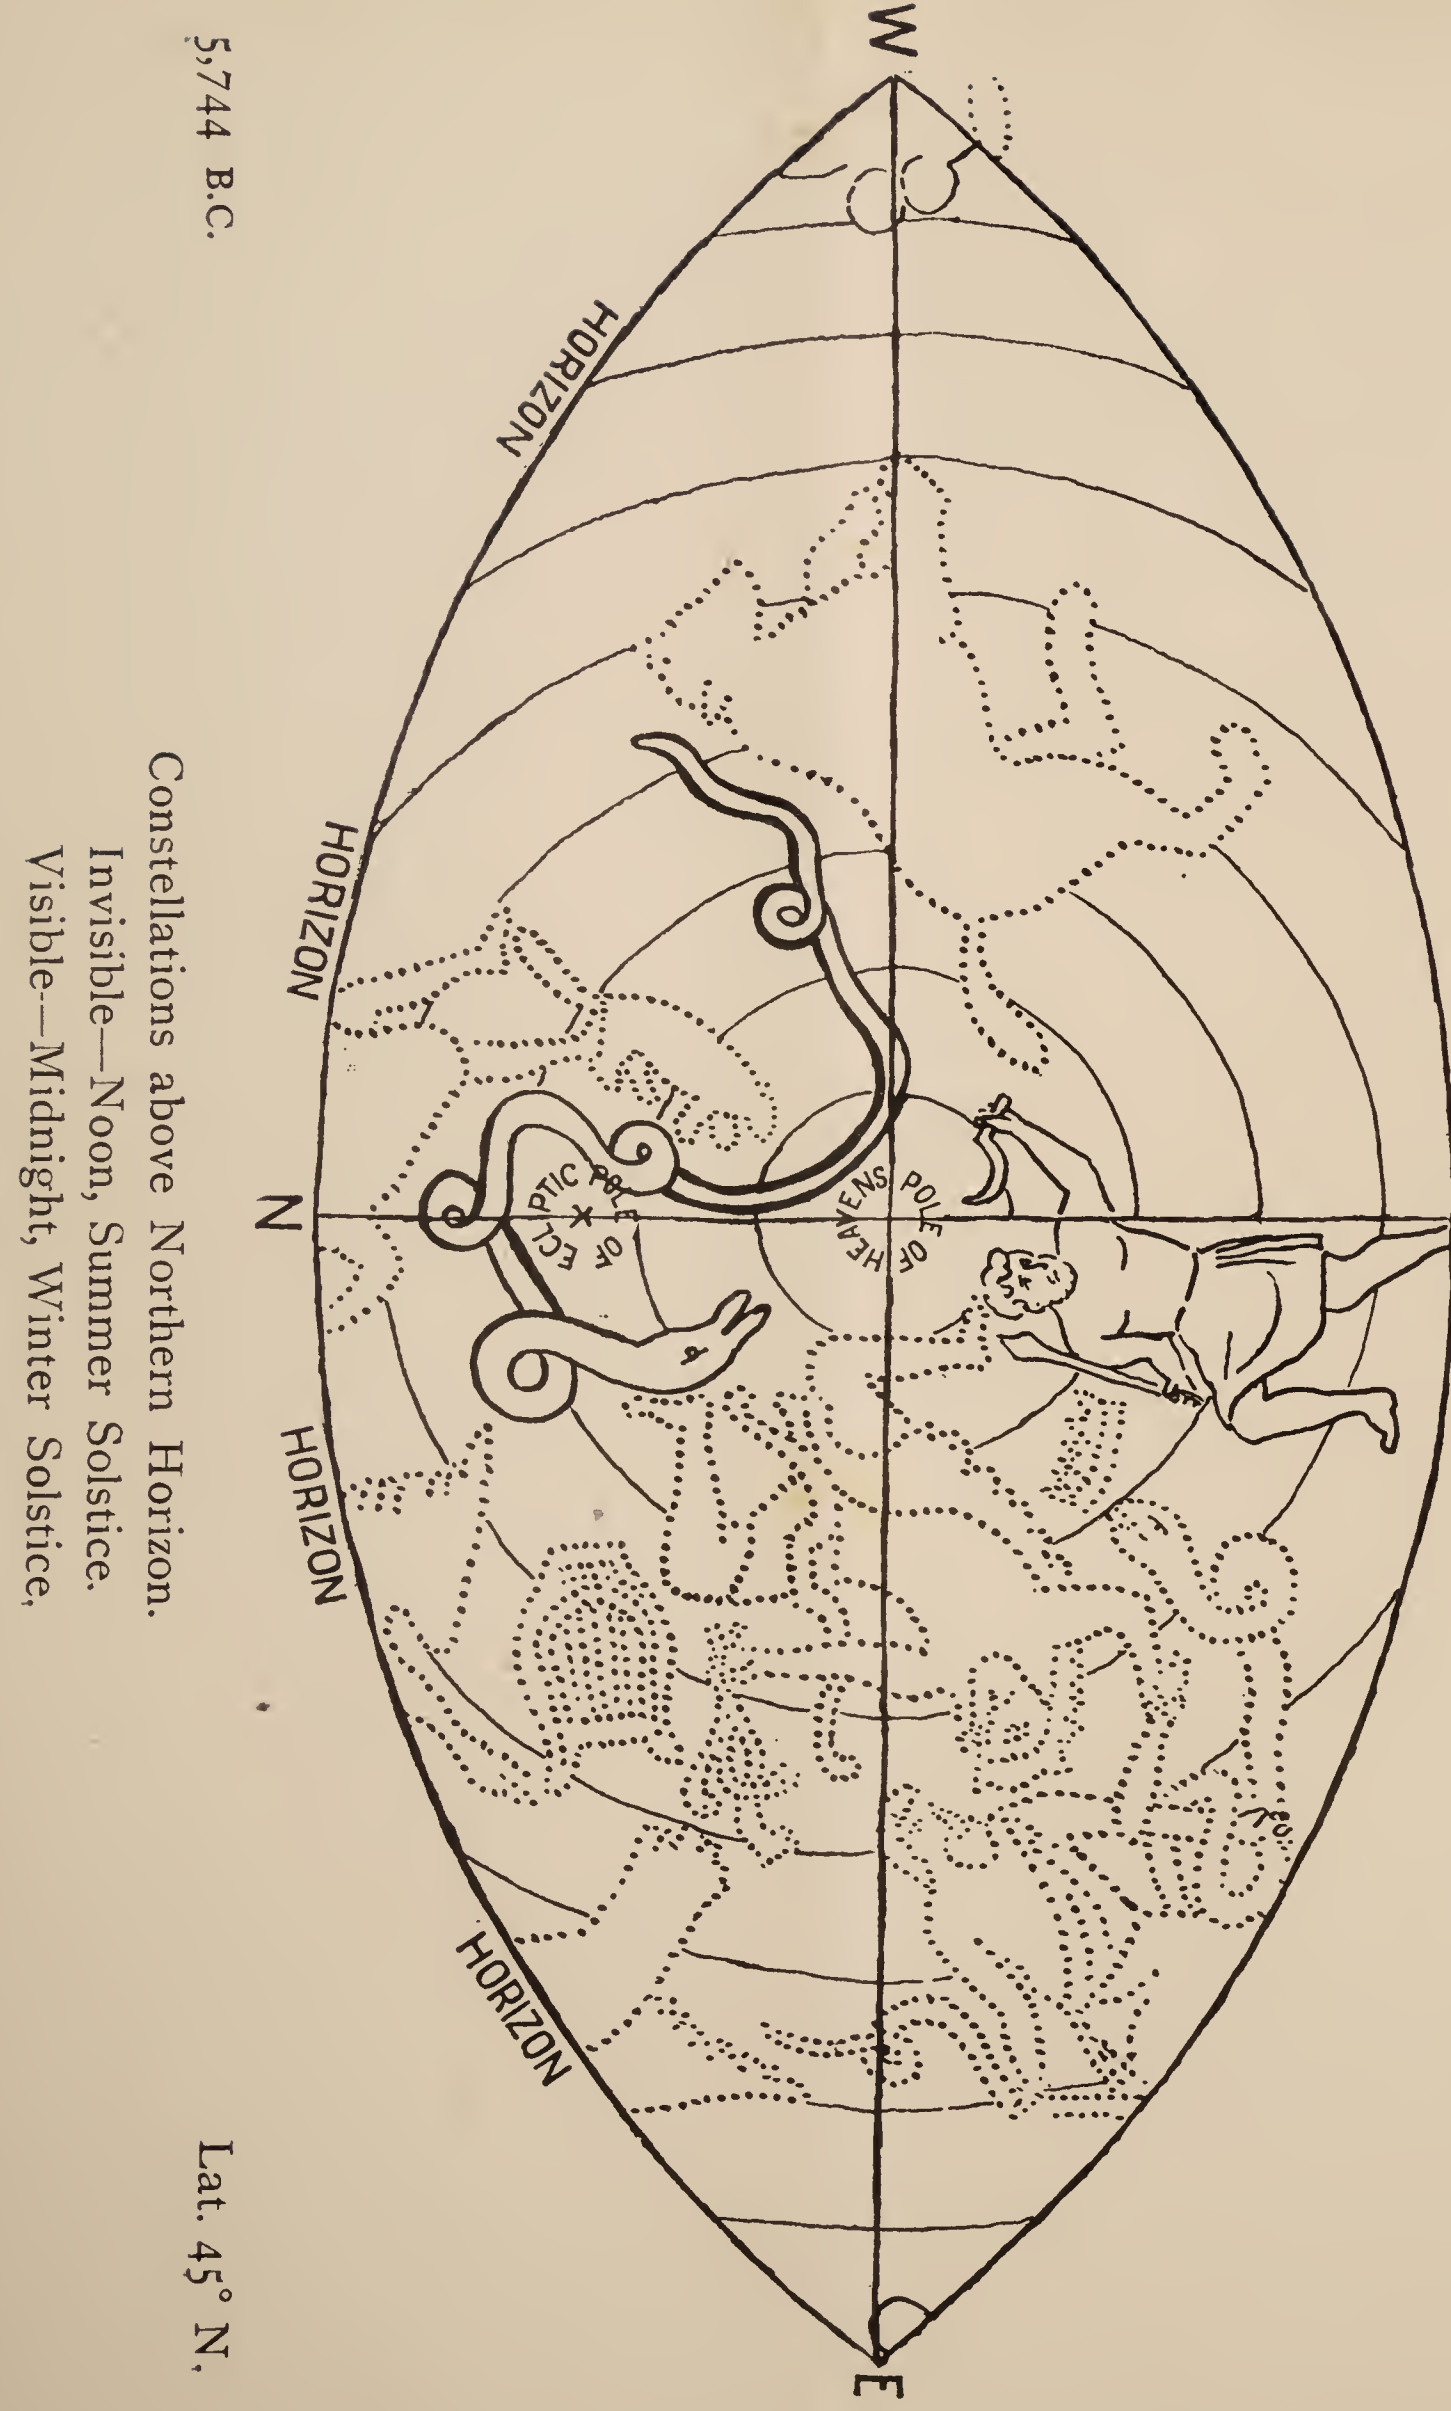 W
E
POLE OF HEAVENS
POLE OF ECLIPTIC
HORIZON
HORIZON
N
HORIZON
HORIZON
5,744 B.C.
Lat. 45° N.
Constellations above Northern Horizon.
Invisible—Noon, Summer Solstice.
Visible—Midnight, Winter Solstice.